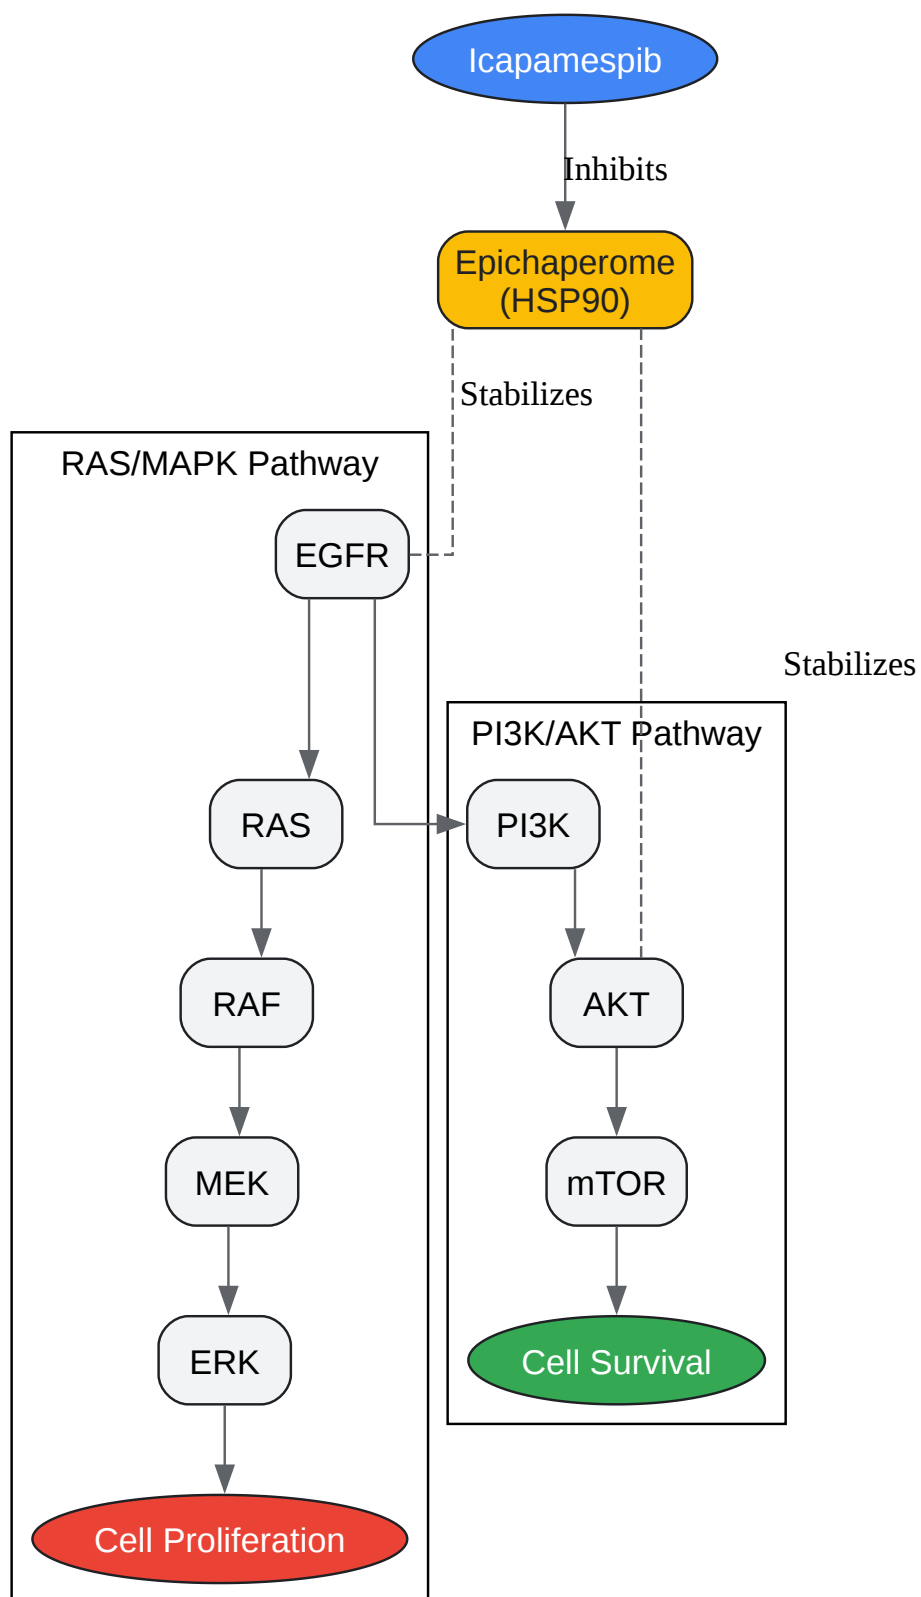 Icapamespib
Inhibits
Epichaperome
(HSP90)
Stabilizes
RAS/MAPK Pathway
EGFR
Stabilizes
PI3K/AKT Pathway
RAS
PI3K
RAF
AKT
MEK
mTOR
ERK
Cell Survival
Cell Proliferation